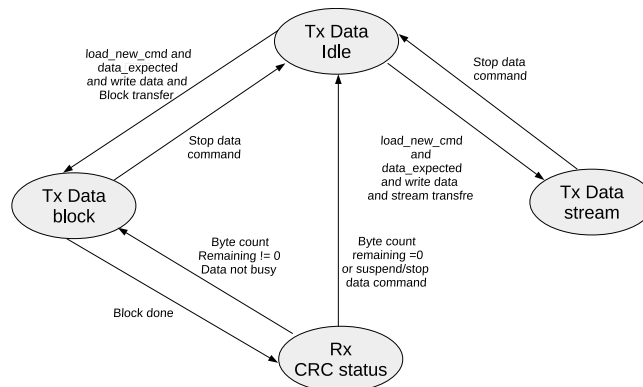 Tx Data
Idle
load_new_cmd and
data_expected
and write data and
Block transfer
Stop data
command
Stop data
command
load_new_cmd
and
data_expected
and write data
and stream transfre
Tx Data
block
Tx Data
stream
Byte count
Remaining != 0
Data not busy
Byte count
remaining =0
or suspend/stop
data command
Block done
Rx
CRC status